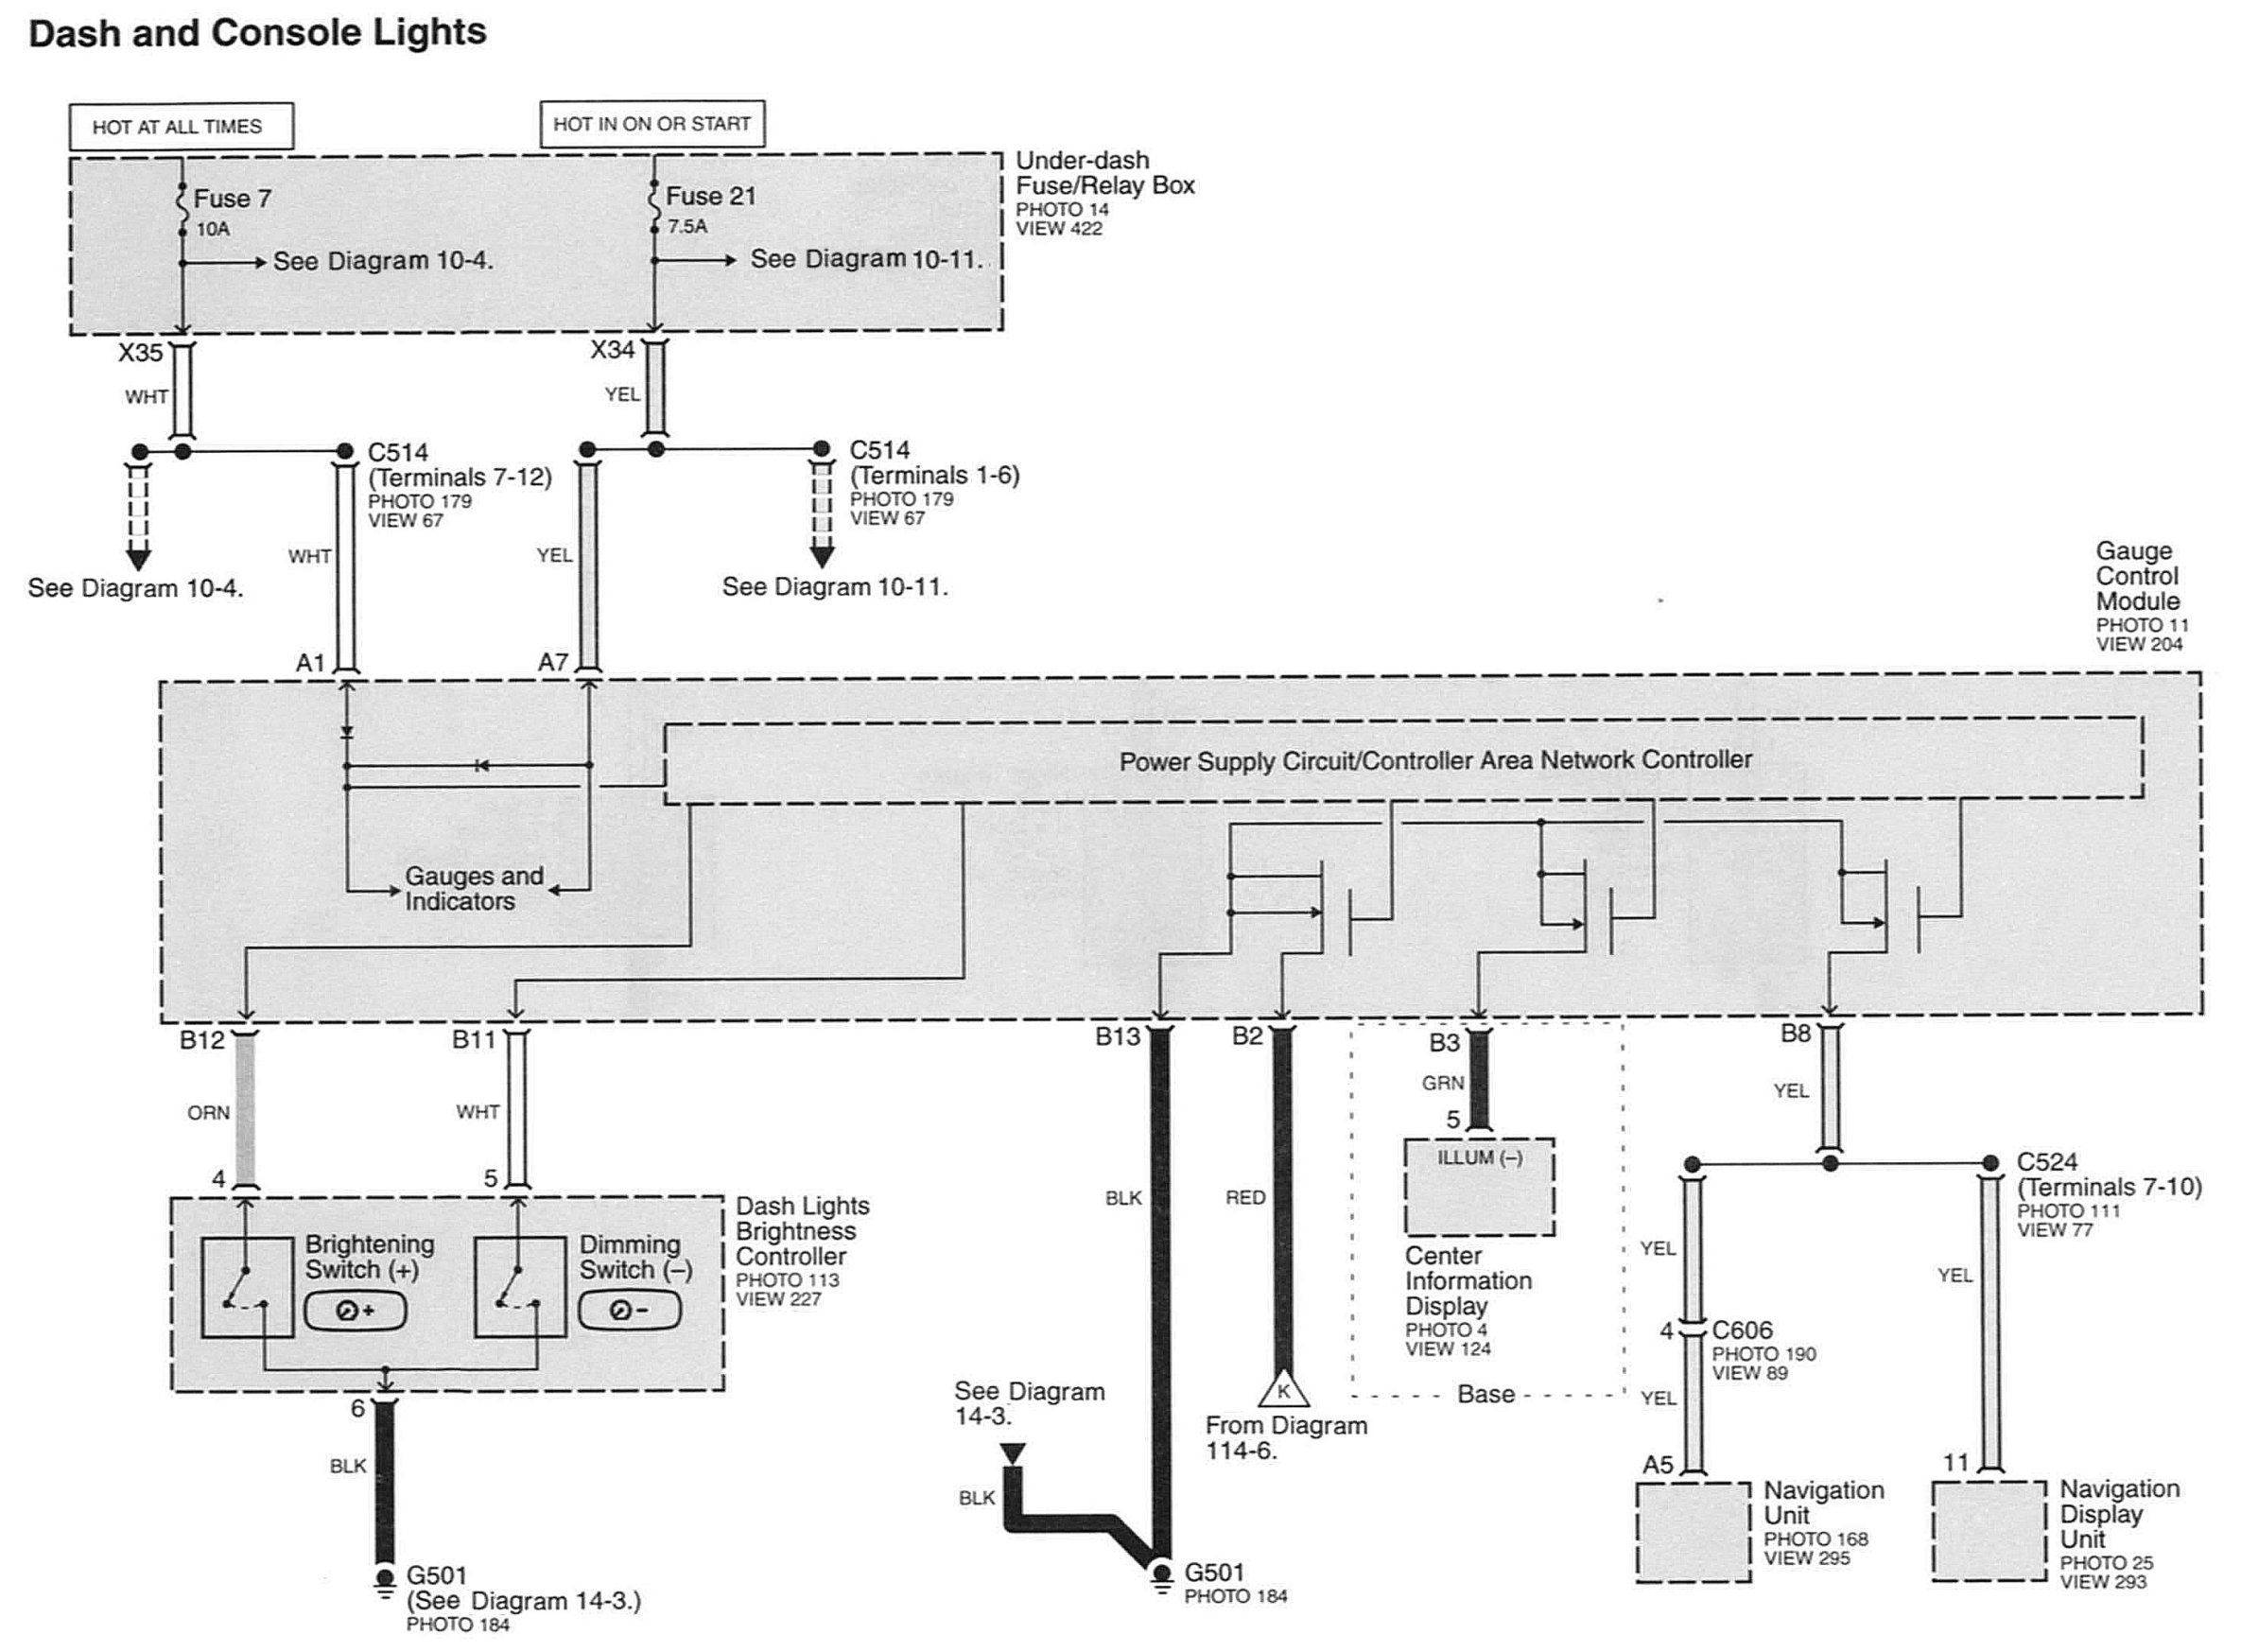 Dash and Console Lights
HOT AT ALL TIMES
HOT IN ON OR START
Fuse 7
10A
See Diagram 10-4.
Fuse 21
7.5A
See Diagram 10-11.
Under-dash
Fuse/Relay Box
PHOTO 14
VIEW 422
X35
WHT
X34
YEL
C514
(Terminals 7-12)
PHOTO 179
VIEW 67
C514
(Terminals 1-6)
PHOTO 179
VIEW 67
WHT
YEL
See Diagram 10-4.
See Diagram 10-11.
Gauge
Control
Module
PHOTO 11
VIEW 204
A1
A7
Power Supply Circuit/Controller Area Network Controller
Gauges and
Indicators
B12
B11
B13
B2
B3
B8
ORN
WHT
GRN
YEL
4
5
5
ILLUM (–)
BLK
RED
Dash Lights
Brightness
Controller
PHOTO 113
VIEW 227
Brightening
Switch (+)
+
Dimming
Switch (–)
–
Center
Information
Display
PHOTO 4
VIEW 124
Base
C524
(Terminals 7-10)
PHOTO 111
VIEW 77
YEL
YEL
4
C606
PHOTO 190
VIEW 89
YEL
6
BLK
See Diagram
14-3.
K
From Diagram
114-6.
BLK
A5
11
Navigation
Unit
PHOTO 168
VIEW 295
Navigation
Display
Unit
PHOTO 25
VIEW 293
G501
(See Diagram 14-3.)
PHOTO 184
G501
PHOTO 184